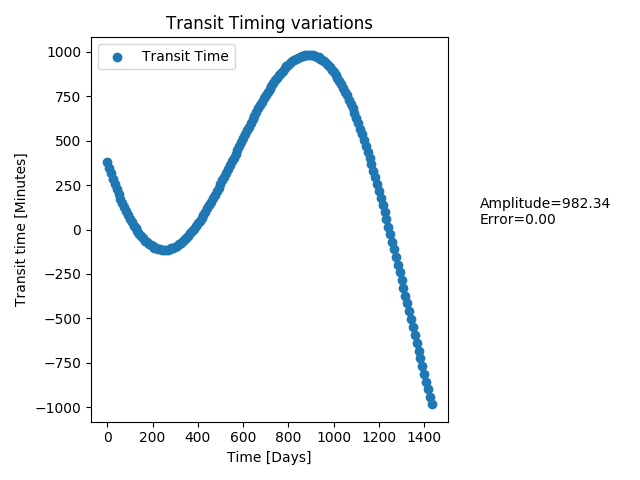 Transit Timing variations
Transit Time
Transit time [Minutes]
1000
750
500
250
0
−250
−500
−750
−1000
0 200 400 600 800 1000 1200 1400
Time [Days]
Amplitude=982.34
Error=0.00